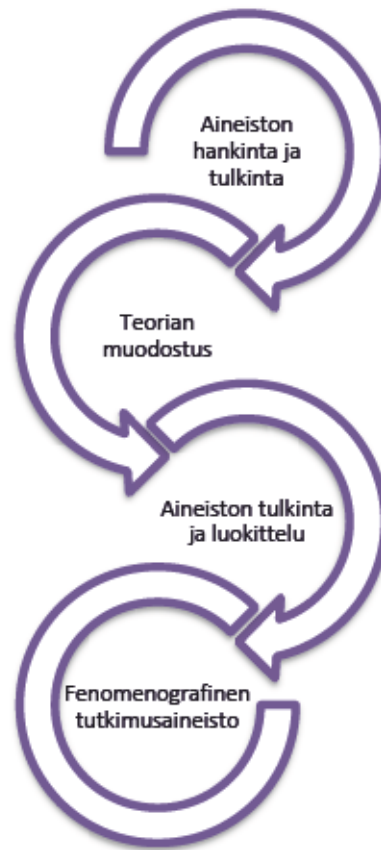 Aineiston
hankinta ja
tulkinta
Teorian
muodostus
Aineiston tulkinta
ja luokittelu
Fenomenografinen
tutkimusaineisto